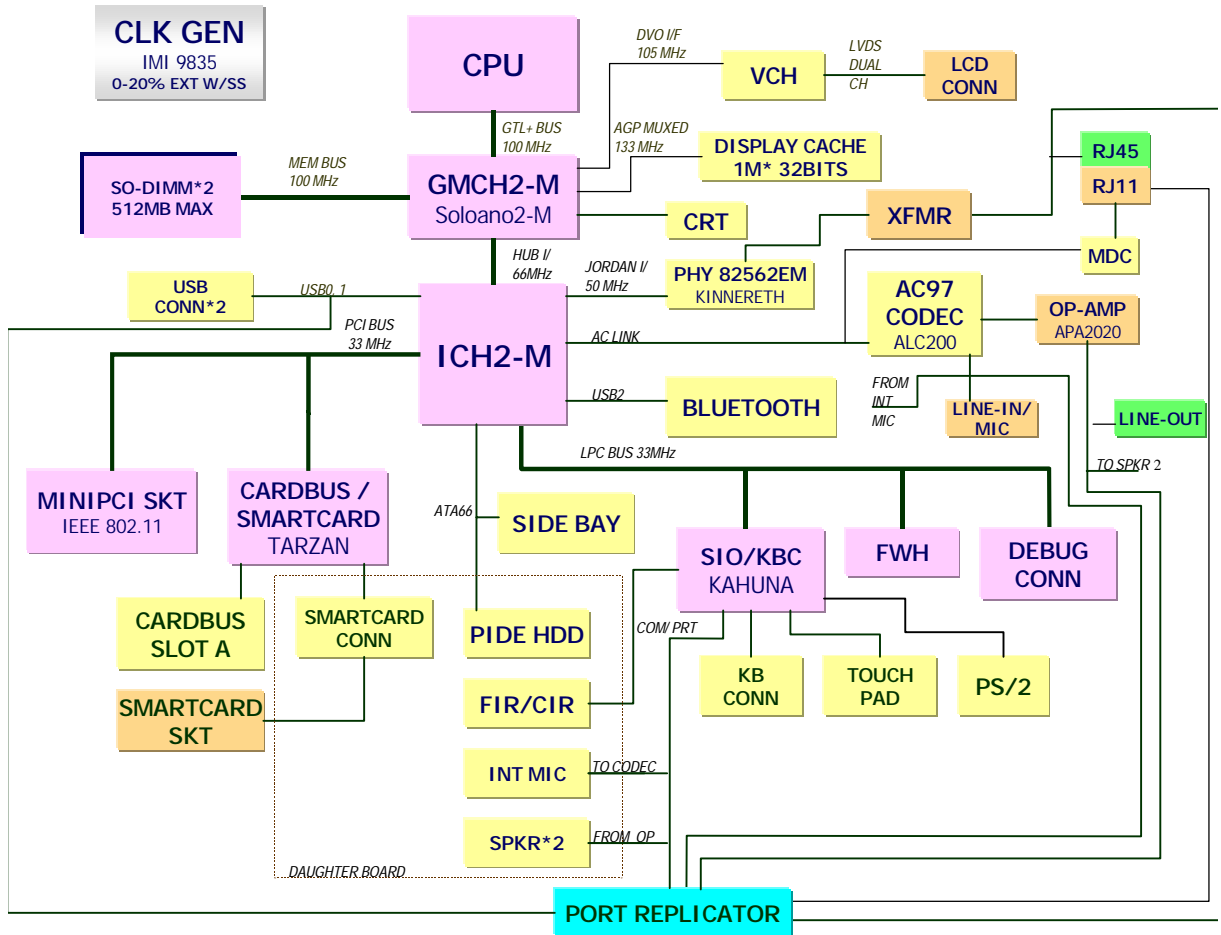 CLK GEN
IMI 9835
0-20% EXT W/SS
CPU
DVO I/F
105 MHz
VCH
LVDS
DUAL
CH
LCD
CONN
GTL+ BUS
100 MHz
AGP MUXED
133 MHz
DISPLAY CACHE
1M* 32BITS
RJ45
RJ11
MEM BUS
100 MHz
SO-DIMM*2
512MB MAX
GMCH2-M
Soloano2-M
CRT
XFMR
MDC
HUB I/
66MHz
JORDAN I/
50 MHz
PHY 82562EM
KINNERETH
USB
CONN*2
USB0, 1
AC97
CODEC
ALC200
OP-AMP
APA2020
PCI BUS
33 MHz
ICH2-M
AC LINK
FROM
INT
MIC
USB2
BLUETOOTH
LINE-IN/
MIC
LINE-OUT
LPC BUS 33MHz
TO SPKR 2
MINIPCI SKT
IEEE 802.11
CARDBUS /
SMARTCARD
TARZAN
ATA66
SIDE BAY
SIO/KBC
KAHUNA
FWH
DEBUG
CONN
CARDBUS
SLOT A
SMARTCARD
CONN
PIDE HDD
COM/ PRT
KB
CONN
TOUCH
PAD
PS/2
SMARTCARD
SKT
FIR/CIR
INT MIC
TO CODEC
SPKR*2
FROM OP
DAUGHTER BOARD
PORT REPLICATOR